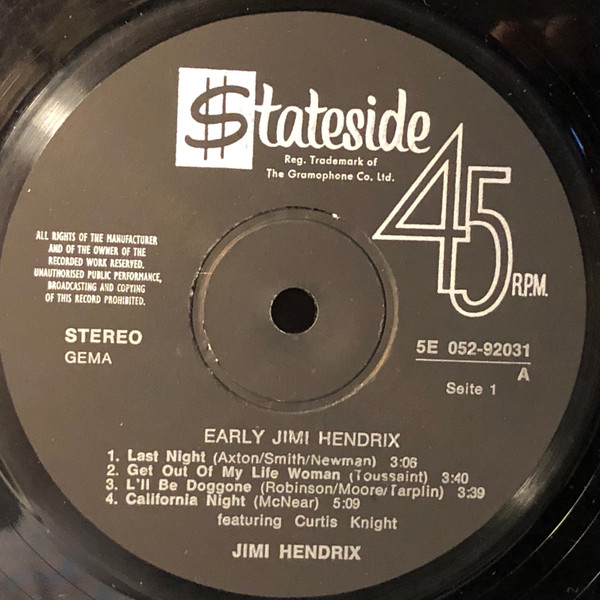 $tateside
Reg. Trademark of
The Gramophone Co. Ltd.
45 R.P.M.
ALL RIGHTS OF THE MANUFACTURER
AND OF THE OWNER OF THE
RECORDED WORK RESERVED.
UNAUTHORISED PUBLIC PERFORMANCE,
BROADCASTING AND COPYING
OF THIS RECORD PROHIBITED.
STEREO
GEMA
5E 052-92031
A
Seite 1
EARLY JIMI HENDRIX
1. Last Night (Axton/Smith/Newman) 3:06
2. Get Out Of My Life Woman (Toussaint) 3:40
3. L'll Be Doggone (Robinson/Moore/Tarplin) 3:39
4. California Night (McNear) 5:09
featuring Curtis Knight
JIMI HENDRIX